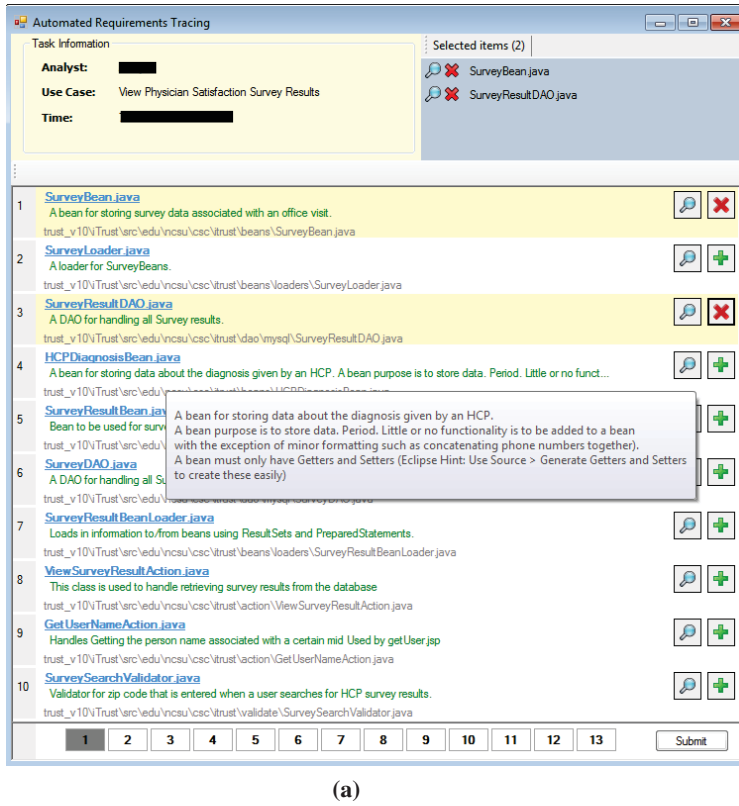 Automated Requirements Tracing
Task Information
Analyst:
Use Case: View Physician Satisfaction Survey Results
Time:
Selected items (2)
SurveyBean.java
SurveyResultDAO.java
1 SurveyBean.java
A bean for storing survey data associated with an office visit.
trust_v10\iTrust\src\edu\ncsu\csc\itrust\beans\SurveyBean.java
2 SurveyLoader.java
A loader for SurveyBeans.
trust_v10\iTrust\src\edu\ncsu\csc\itrust\beans\loaders\SurveyLoader.java
3 SurveyResultDAO.java
A DAO for handling all Survey results.
trust_v10\iTrust\src\edu\ncsu\csc\itrust\dao\mysql\SurveyResultDAO.java
4 HCPDiagnosisBean.java
A bean for storing data about the diagnosis given by an HCP. A bean purpose is to store data. Period. Little or no funct...
A bean for storing data about the diagnosis given by an HCP.
A bean purpose is to store data. Period. Little or no functionality is to be added to a bean
with the exception of minor formatting such as concatenating phone numbers together).
A bean must only have Getters and Setters (Eclipse Hint: Use Source > Generate Getters and Setters
to create these easily)
5 SurveyResultBean.jav
Bean to be used for surve
trust_v10\iTrust\src\edu\
6 SurveyDAO.java
A DAO for handling all Su
7 SurveyResultBeanLoader.java
Loads in information to/from beans using ResultSets and PreparedStatements.
trust_v10\iTrust\src\edu\ncsu\csc\itrust\beans\loaders\SurveyResultBeanLoader.java
8 ViewSurveyResultAction.java
This class is used to handle retrieving survey results from the database
trust_v10\iTrust\src\edu\ncsu\csc\itrust\action\ViewSurveyResultAction.java
9 GetUserNameAction.java
Handles Getting the person name associated with a certain mid Used by getUser.jsp
trust_v10\iTrust\src\edu\ncsu\csc\itrust\action\GetUserNameAction.java
10 SurveySearchValidator.java
Validator for zip code that is entered when a user searches for HCP survey results.
trust_v10\iTrust\src\edu\ncsu\csc\itrust\validate\SurveySearchValidator.java
1 2 3 4 5 6 7 8 9 10 11 12 13 Submit
(a)